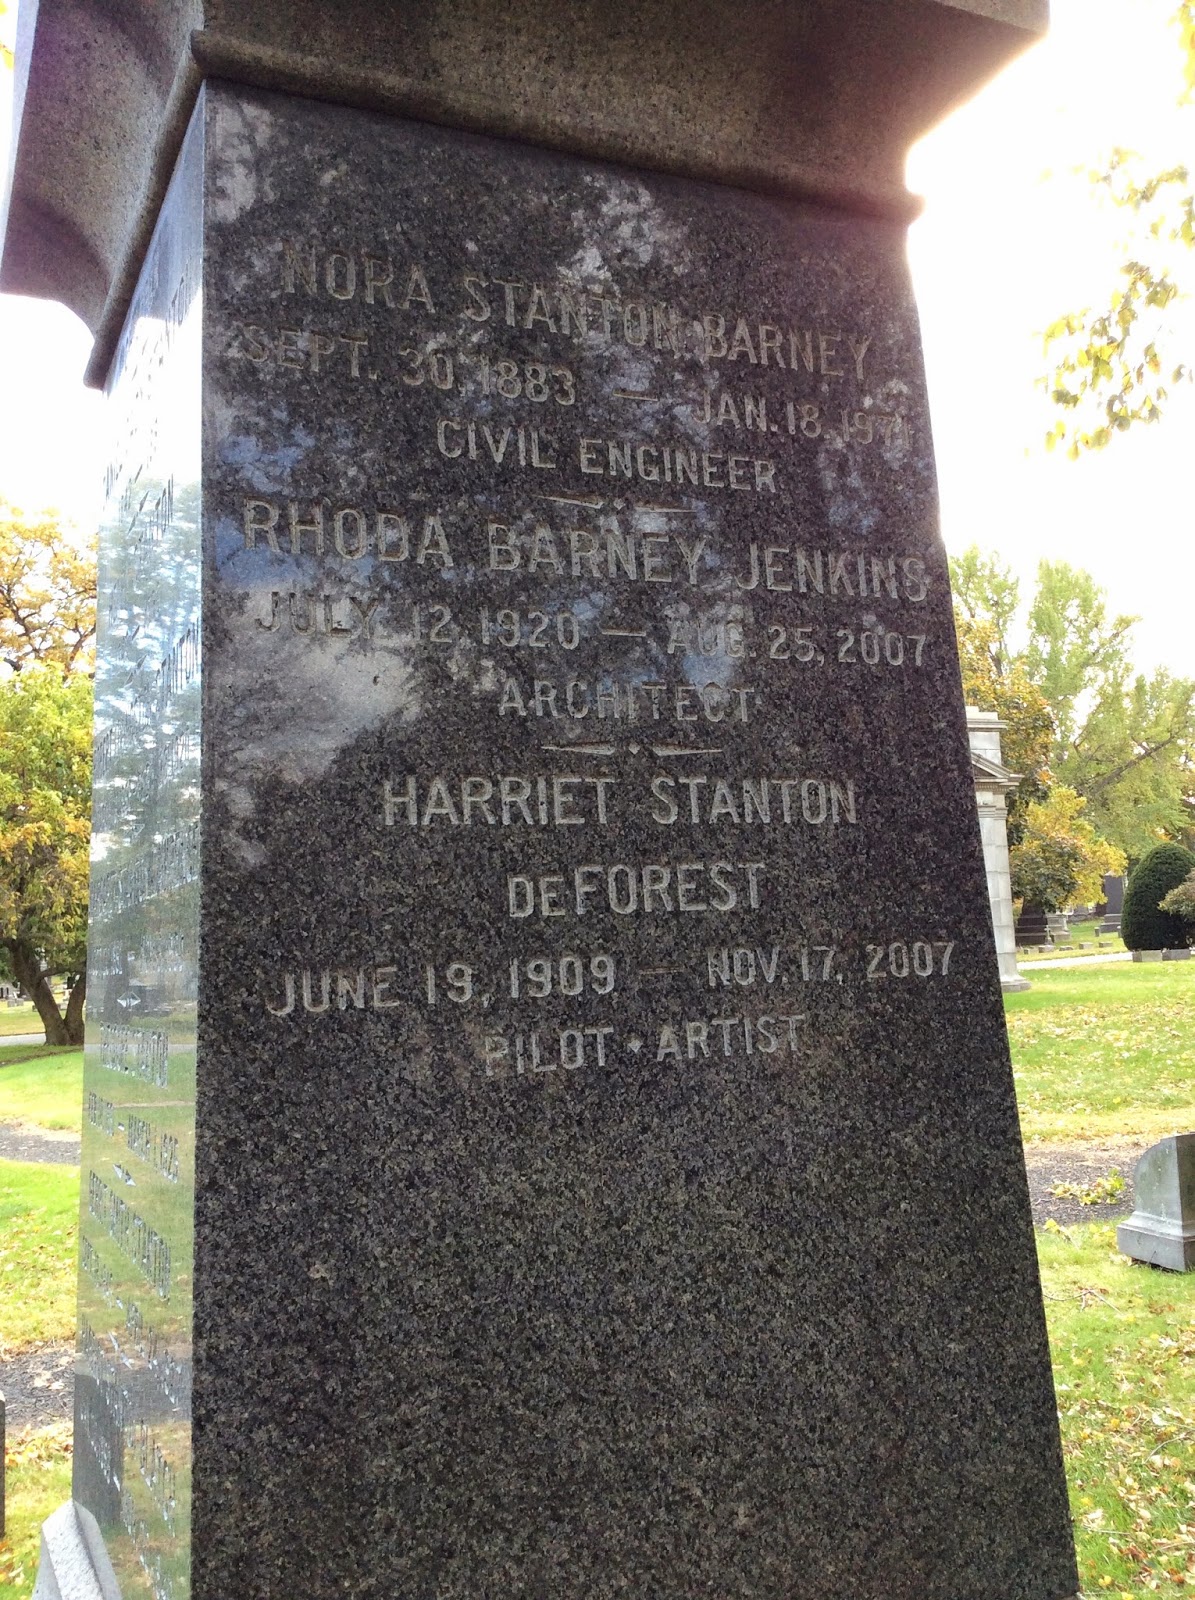 NORA STANTON BARNEY
SEPT. 30, 1883 — JAN. 18, 1971
CIVIL ENGINEER
RHODA BARNEY JENKINS
JULY 12, 1920 — AUG. 25, 2007
ARCHITECT
HARRIET STANTON
DEFOREST
JUNE 19, 1909 — NOV. 17, 2007
PILOT • ARTIST